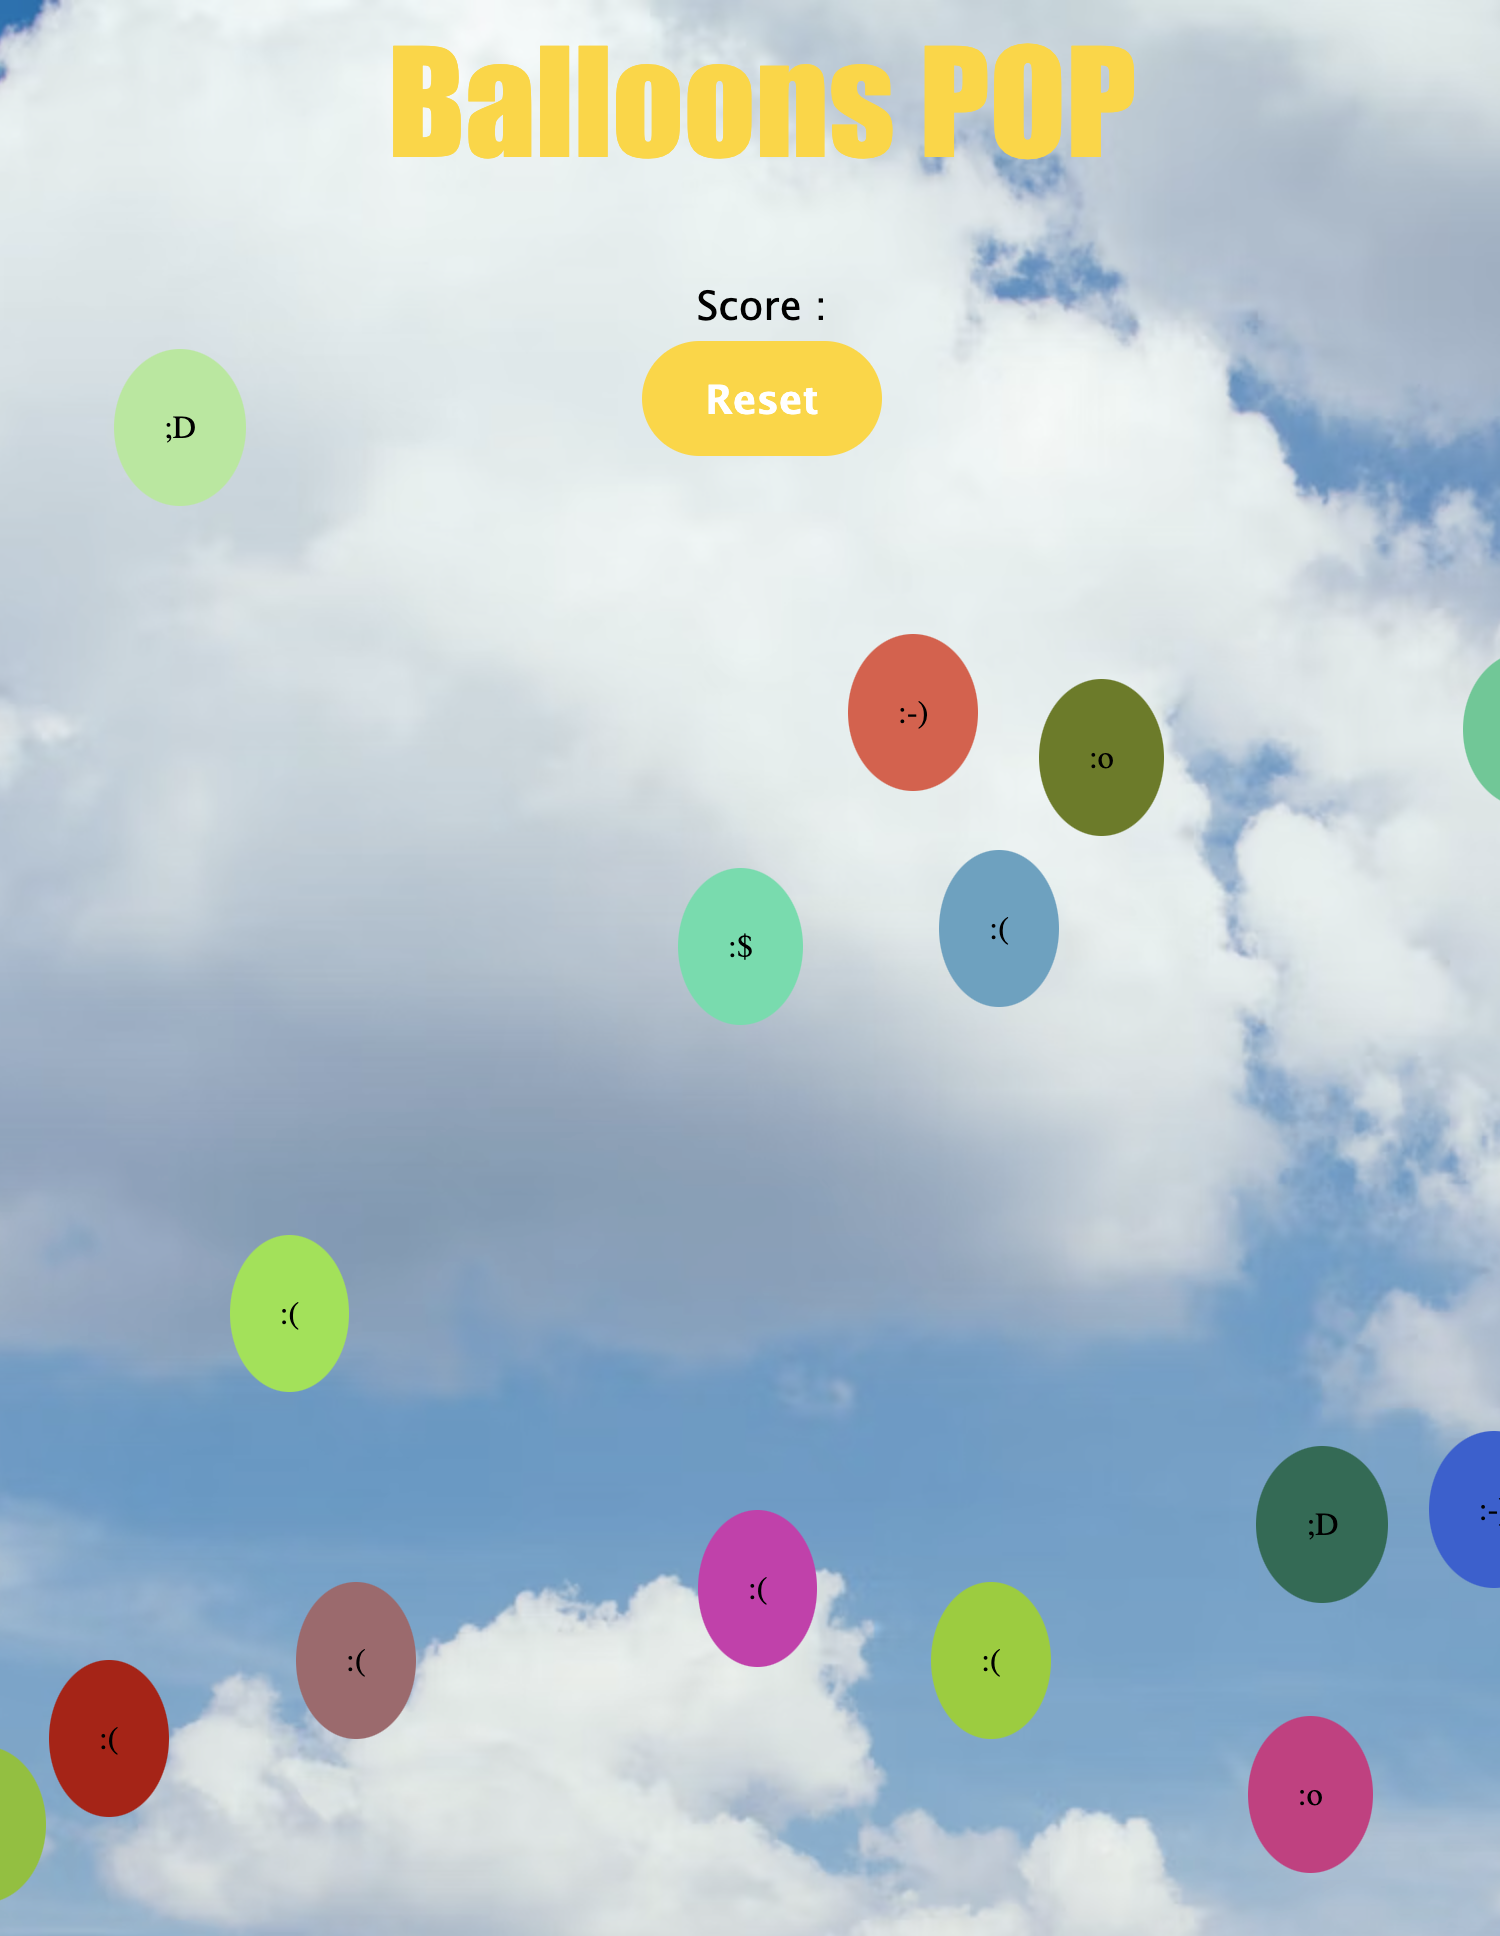 Balloons POP
Score :
Reset
;D
:-)
:o
:(
:$
:(
;D
:-
:(
:(
:(
:(
:o